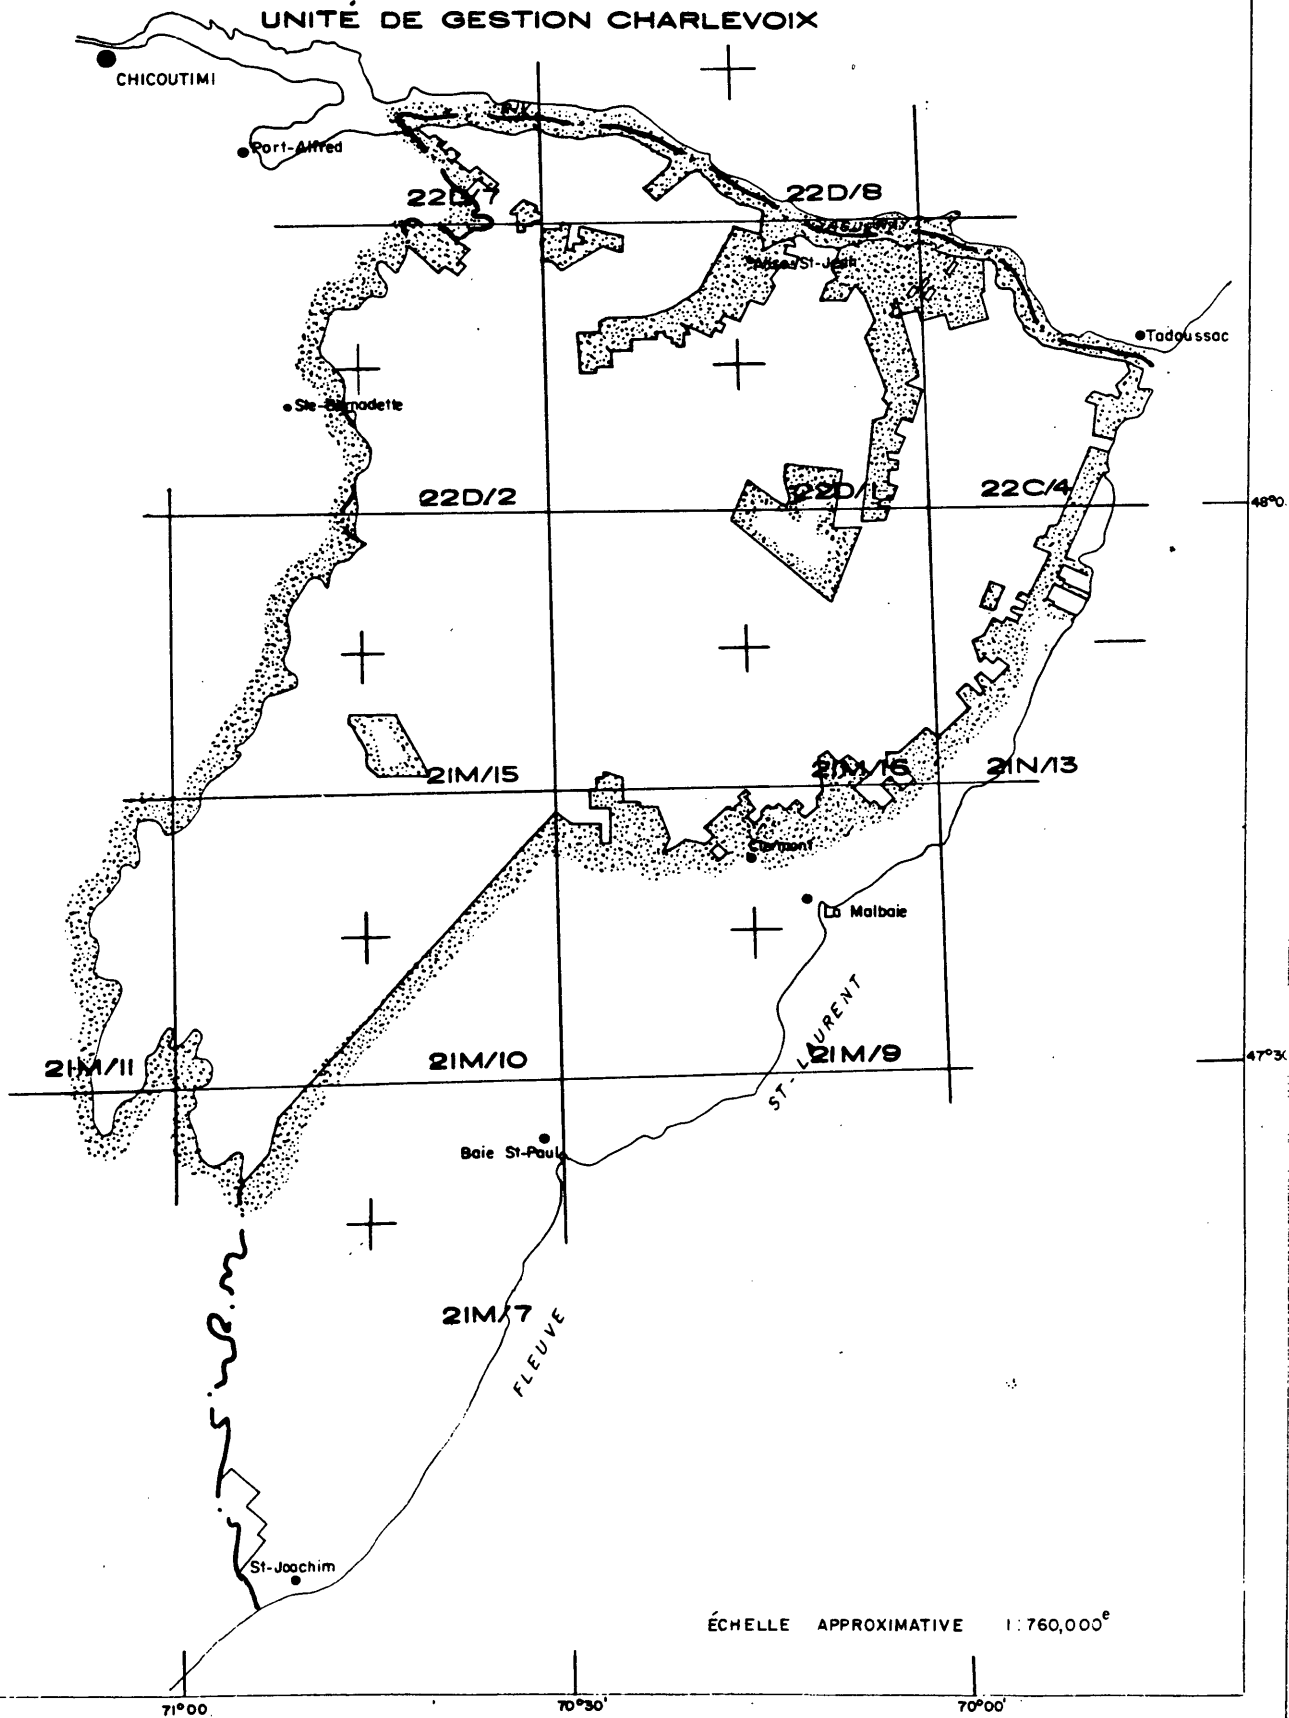 UNITÉ DE GESTION CHARLEVOIX
CHICOUTIMI
Port-Alfred
22D/7
22D/8
Anse St-Jean
Tadoussac
Ste-Bernadette
22D/2
22D/1
22C/4
48°0
21M/15
21M/16
21N/13
Clermont
La Malbaie
ST-LAURENT
21M/11
21M/10
21M/9
47°30
Baie St-Paul
21M/7
FLEUVE
St-Joachim
ÉCHELLE APPROXIMATIVE 1:760,000e
71°00'
70°30'
70°00'